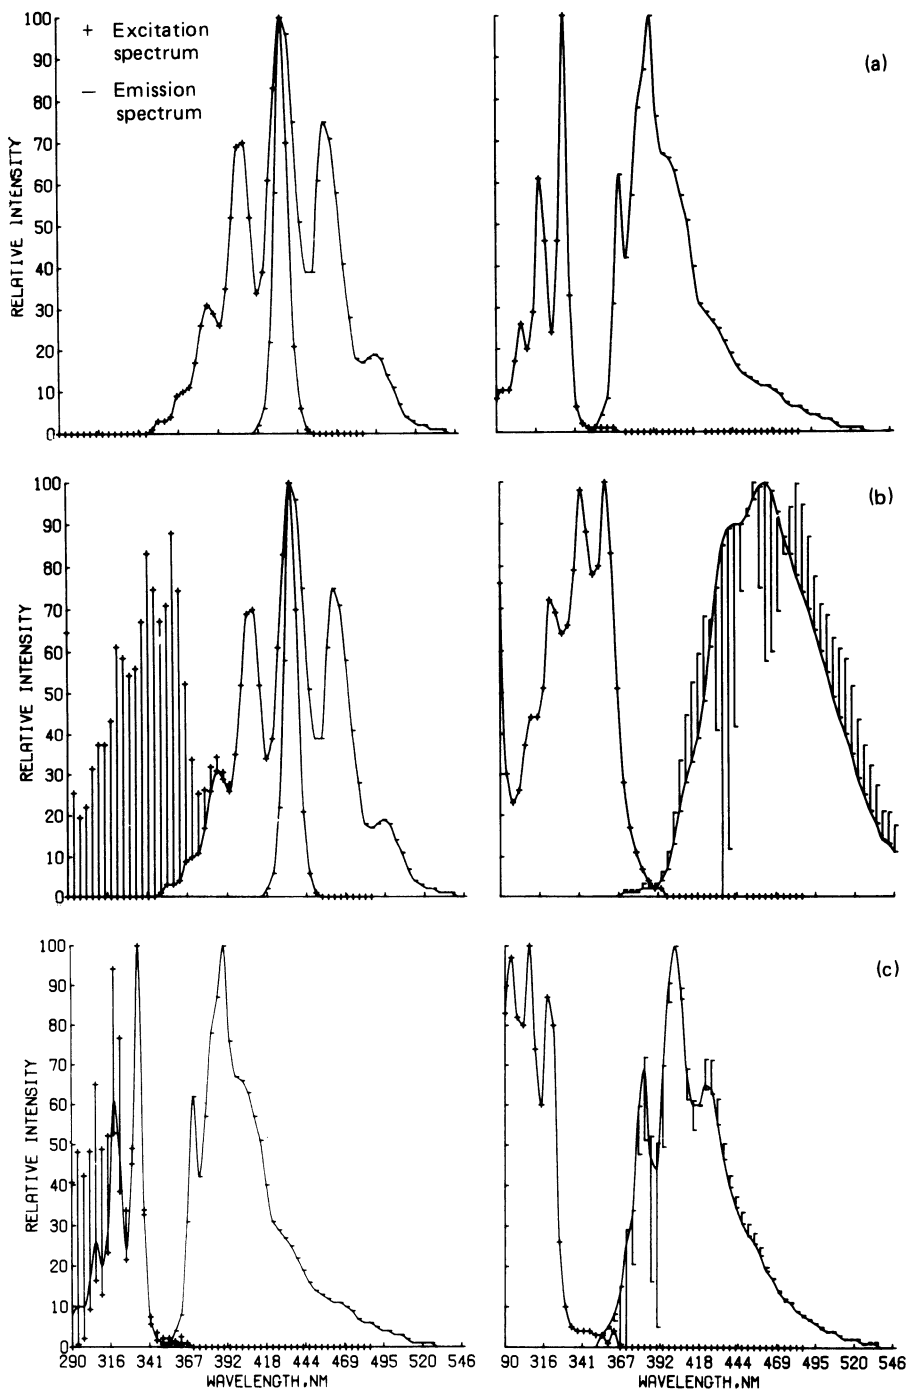 100
90
80
70
60
50
40
30
20
10
0
RELATIVE INTENSITY
+ Excitation
spectrum
— Emission
spectrum
(a)
100
90
80
70
60
50
40
30
20
10
0
RELATIVE INTENSITY
(b)
100
90
80
70
60
50
40
30
20
10
0
RELATIVE INTENSITY
(c)
290 316 341 367 392 418 444 469 495 520 546
WAVELENGTH,NM
90 316 341 367 392 418 444 469 495 520 546
WAVELENGTH,NM